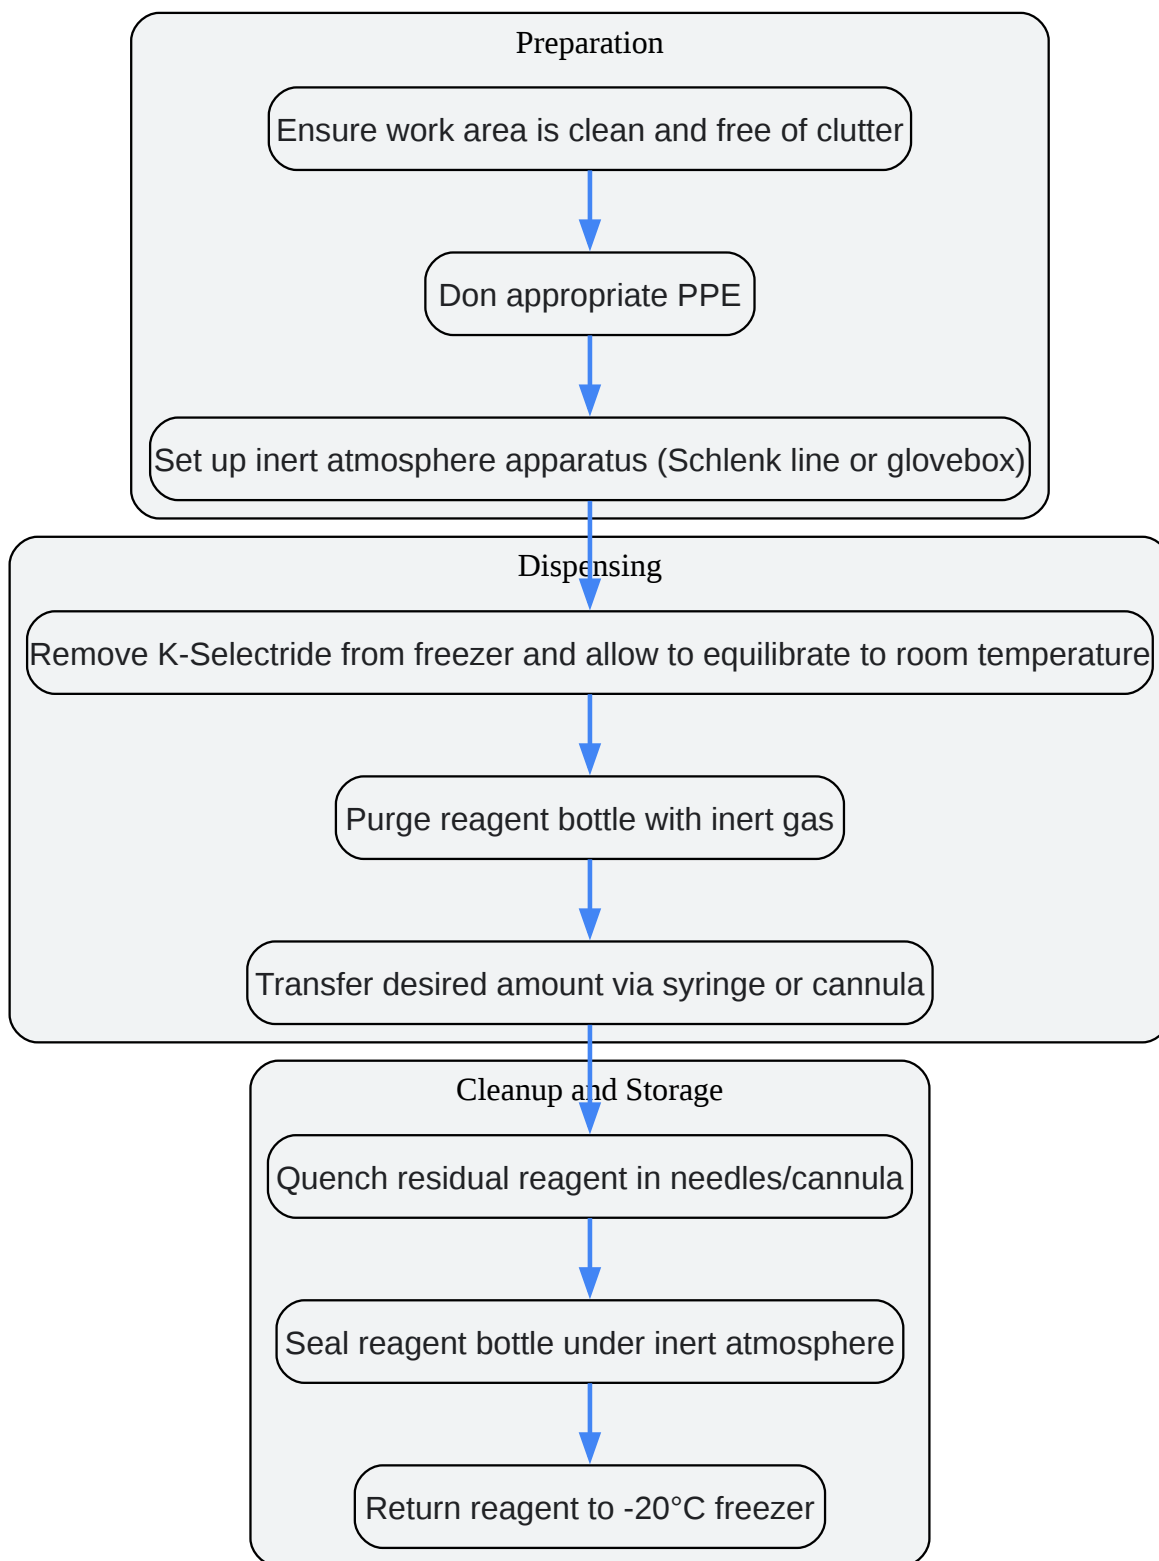 Preparation
Ensure work area is clean and free of clutter
Don appropriate PPE
Set up inert atmosphere apparatus (Schlenk line or glovebox)
Dispensing
Remove K-Selectride from freezer and allow to equilibrate to room temperature
Purge reagent bottle with inert gas
Transfer desired amount via syringe or cannula
Cleanup and Storage
Quench residual reagent in needles/cannula
Seal reagent bottle under inert atmosphere
Return reagent to -20°C freezer